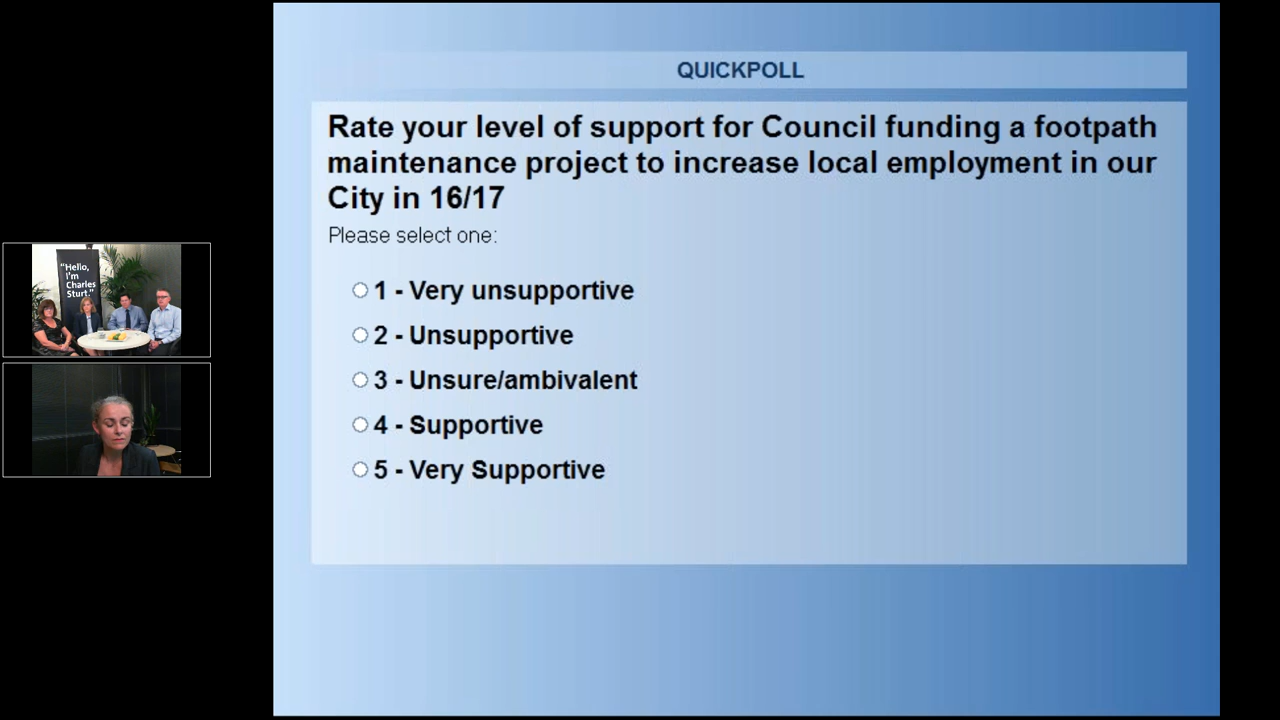 QUICKPOLL
Rate your level of support for Council funding a footpath
maintenance project to increase local employment in our
City in 16/17
Please select one:
1 - Very unsupportive
2 - Unsupportive
3 - Unsure/ambivalent
4 - Supportive
5 - Very Supportive
"Hello,
I'm
Charles
Sturt."